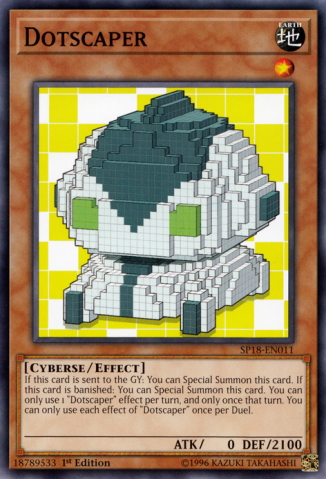 DOTSCAPER
EARTH
地
SP18-EN011
[CYBERSE/EFFECT]
If this card is sent to the GY: You can Special Summon this card. If
this card is banished: You can Special Summon this card. You can
only use 1 "Dotscaper" effect per turn, and only once that turn. You
can only use each effect of "Dotscaper" once per Duel.
ATK/ 0 DEF/2100
18789533 1st Edition ©1996 KAZUKI TAKAHASHI